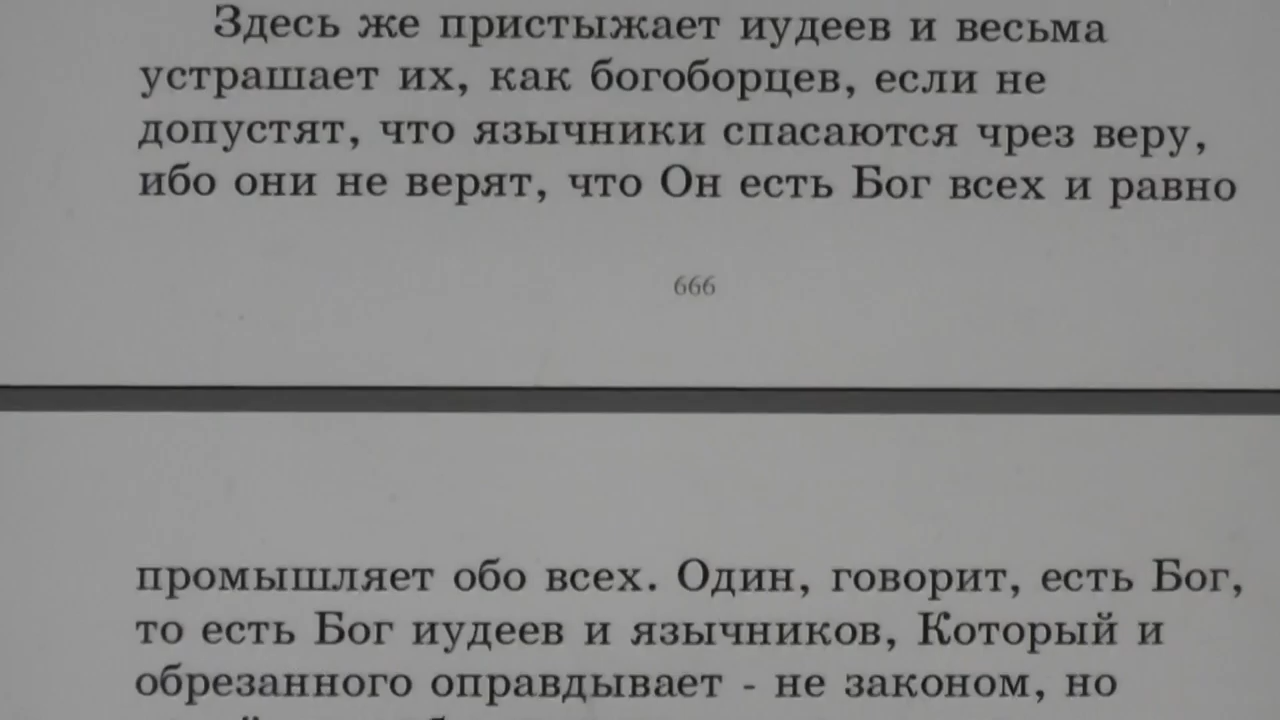 Здесь же пристыжает иудеев и весьма
устрашает их, как богоборцев, если не
допустят, что язычники спасаются чрез веру,
ибо они не верят, что Он есть Бог всех и равно
666
промышляет обо всех. Один, говорит, есть Бог,
то есть Бог иудеев и язычников, Который и
обрезанного оправдывает - не законом, но